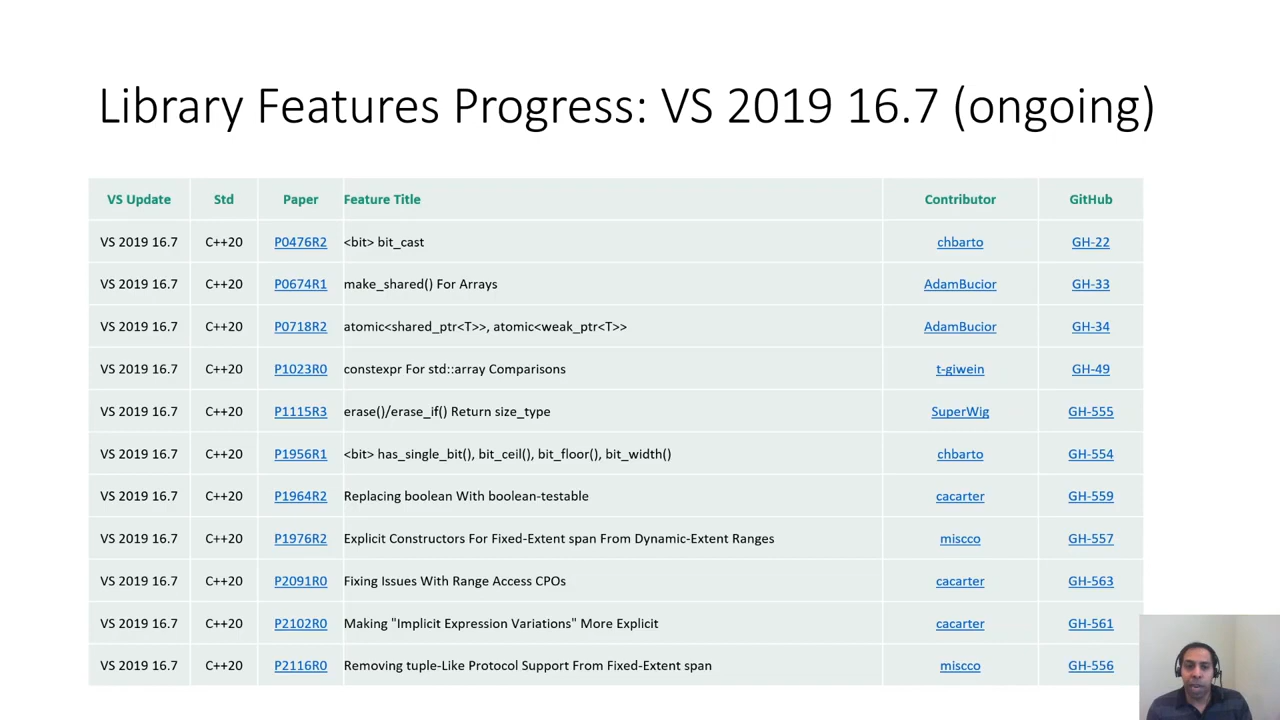 Library Features Progress: VS 2019 16.7 (ongoing)
VS Update Std Paper Feature Title Contributor GitHub
VS 2019 16.7 C++20 P0476R2 <bit> bit_cast chbarto GH-22
VS 2019 16.7 C++20 P0674R1 make_shared() For Arrays AdamBucior GH-33
VS 2019 16.7 C++20 P0718R2 atomic<shared_ptr<T>>, atomic<weak_ptr<T>> AdamBucior GH-34
VS 2019 16.7 C++20 P1023R0 constexpr For std::array Comparisons t-giwein GH-49
VS 2019 16.7 C++20 P1115R3 erase()/erase_if() Return size_type SuperWig GH-555
VS 2019 16.7 C++20 P1956R1 <bit> has_single_bit(), bit_ceil(), bit_floor(), bit_width() chbarto GH-554
VS 2019 16.7 C++20 P1964R2 Replacing boolean With boolean-testable cacarter GH-559
VS 2019 16.7 C++20 P1976R2 Explicit Constructors For Fixed-Extent span From Dynamic-Extent Ranges miscco GH-557
VS 2019 16.7 C++20 P2091R0 Fixing Issues With Range Access CPOs cacarter GH-563
VS 2019 16.7 C++20 P2102R0 Making "Implicit Expression Variations" More Explicit cacarter GH-561
VS 2019 16.7 C++20 P2116R0 Removing tuple-Like Protocol Support From Fixed-Extent span miscco GH-556